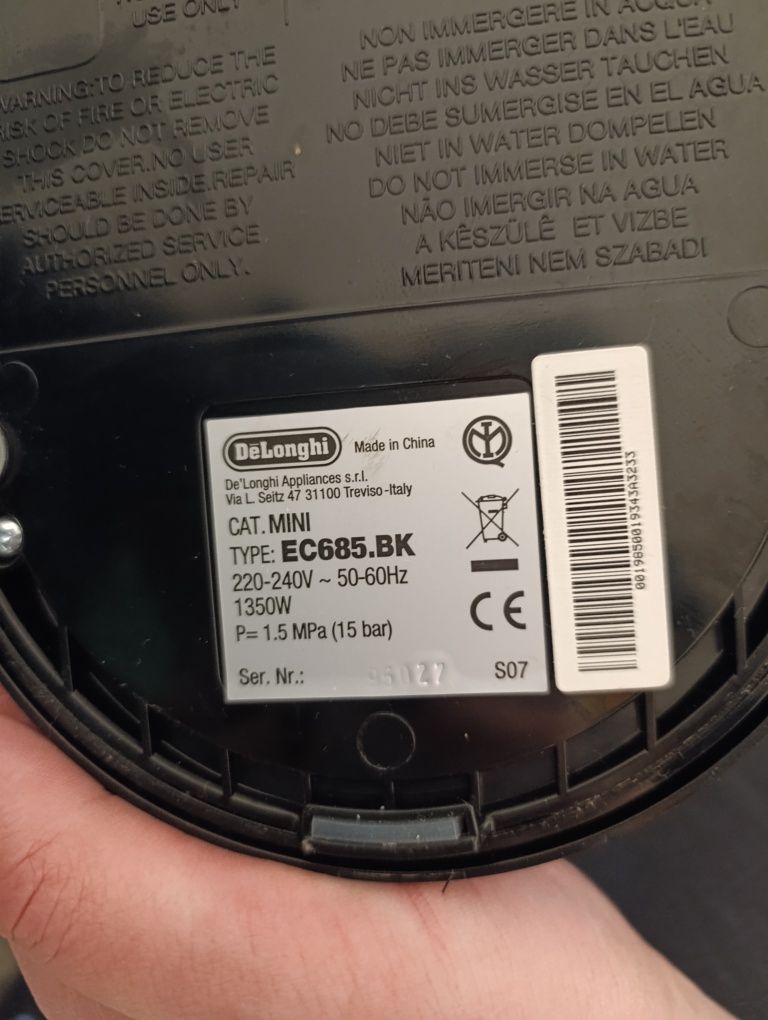 USE ONLY
WARNING:TO REDUCE THE
RISK OF FIRE OR ELECTRIC
SHOCK DO NOT REMOVE
THIS COVER.NO USER
SERVICEABLE INSIDE.REPAIR
SHOULD BE DONE BY
AUTHORIZED SERVICE
PERSONNEL ONLY.
NON IMMERGERE IN ACQUA
NE PAS IMMERGER DANS L'EAU
NICHT INS WASSER TAUCHEN
NO DEBE SUMERGISE EN EL AGUA
NIET IN WATER DOMPELEN
DO NOT IMMERSE IN WATER
NÃO IMERGIR NA AGUA
A KÊSZÜLÊ ET VIZBE
MERITENI NEM SZABADI
DēLonghi Made in China
De'Longhi Appliances s.r.l.
Via L. Seitz 47 31100 Treviso-Italy
CAT. MINI
TYPE: EC685.BK
220-240V ~ 50-60Hz
1350W
P= 1.5 MPa (15 bar)
Ser. Nr.: 96027 S07
CE
0019850019343A3233